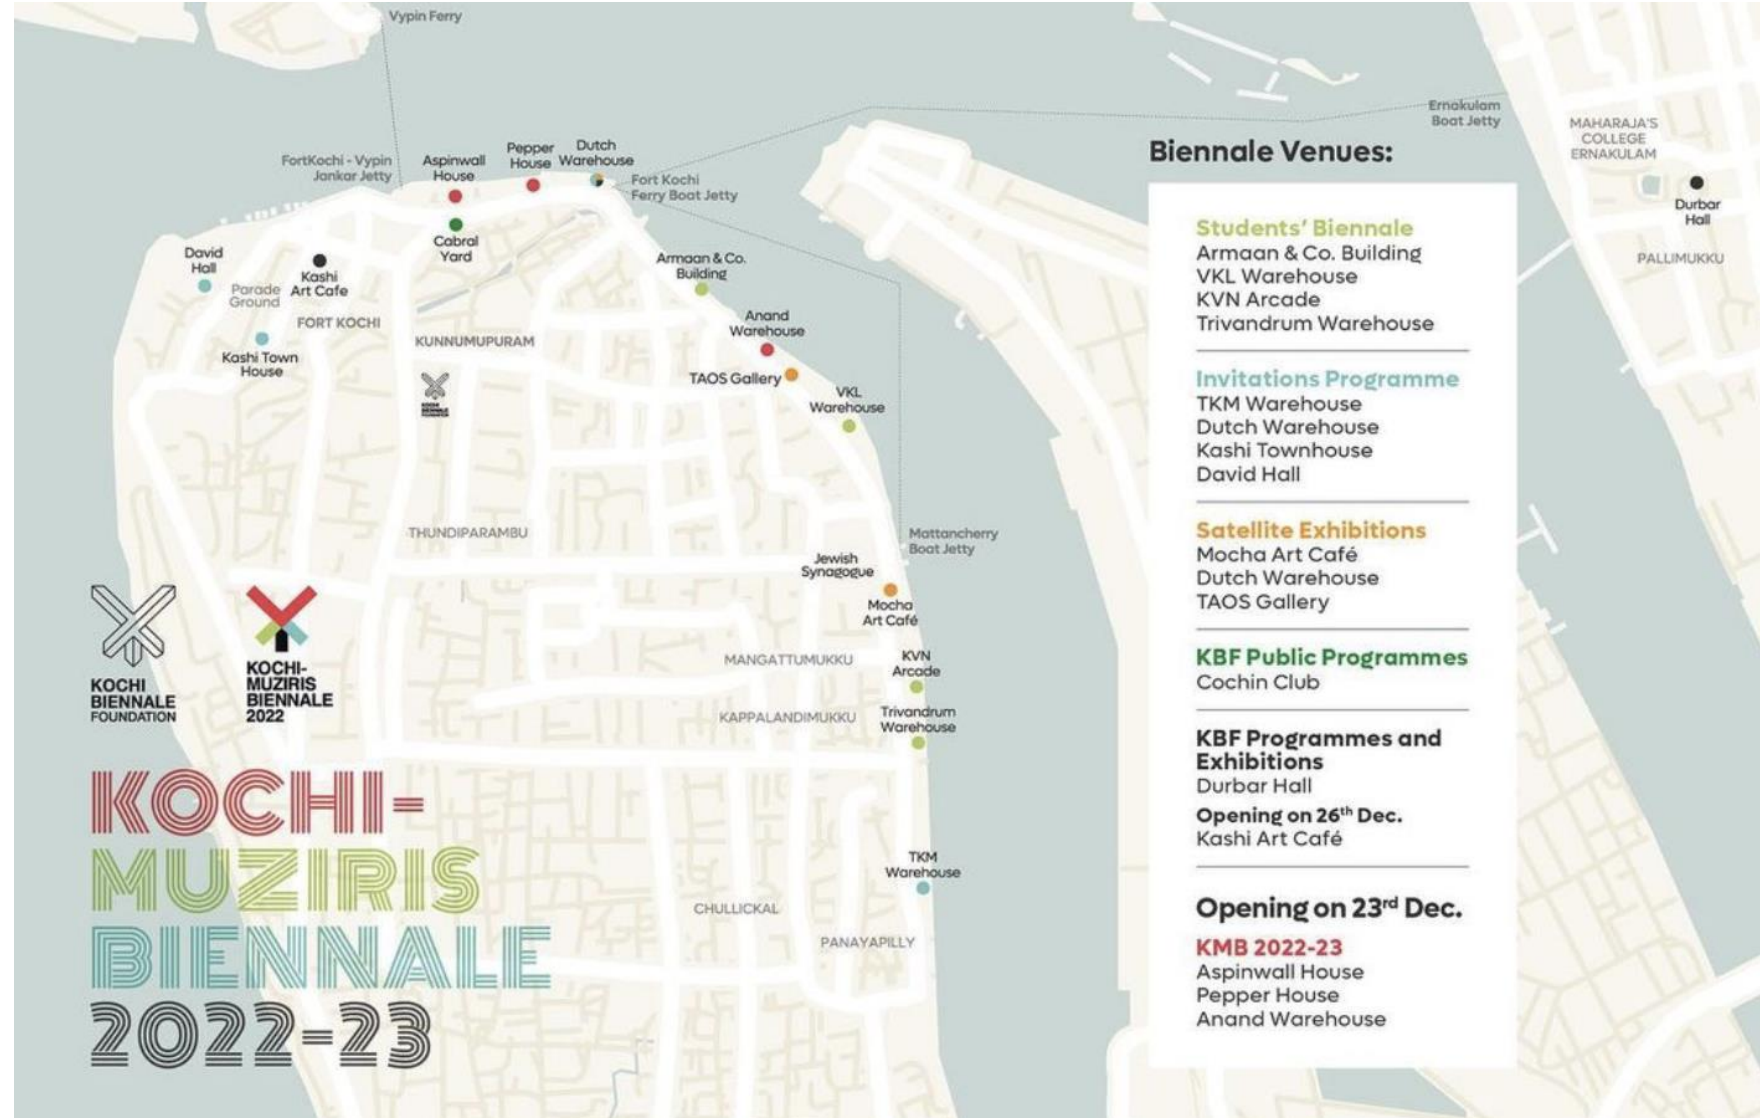 Vypin Ferry
Ernakulam
Boat Jetty
MAHARAJA'S
COLLEGE
ERNAKULAM
Durbar
Hall
PALLIMUKKU
FortKochi - Vypin
Jankar Jetty
Aspinwall
House
Pepper
House
Dutch
Warehouse
Fort Kochi
Ferry Boat Jetty
Cabral
Yard
David
Hall
Kashi
Art Cafe
Parade
Ground
FORT KOCHI
Kashi Town
House
KUNNUMUPURAM
KOCHI
BIENNALE
FOUNDATION
Armaan & Co.
Building
Anand
Warehouse
TAOS Gallery
VKL
Warehouse
THUNDIPARAMBU
Mattancherry
Boat Jetty
Jewish
Synagogue
Mocha
Art Café
MANGATTUMUKKU
KVN
Arcade
KAPPALANDIMUKKU
Trivandrum
Warehouse
TKM
Warehouse
CHULLICKAL
PANAYAPILLY
KOCHI
BIENNALE
FOUNDATION
KOCHI-
MUZIRIS
BIENNALE
2022
KOCHI-
MUZIRIS
BIENNALE
2022-23
Biennale Venues:
Students' Biennale
Armaan & Co. Building
VKL Warehouse
KVN Arcade
Trivandrum Warehouse
Invitations Programme
TKM Warehouse
Dutch Warehouse
Kashi Townhouse
David Hall
Satellite Exhibitions
Mocha Art Café
Dutch Warehouse
TAOS Gallery
KBF Public Programmes
Cochin Club
KBF Programmes and
Exhibitions
Durbar Hall
Opening on 26th Dec.
Kashi Art Café
Opening on 23rd Dec.
KMB 2022-23
Aspinwall House
Pepper House
Anand Warehouse